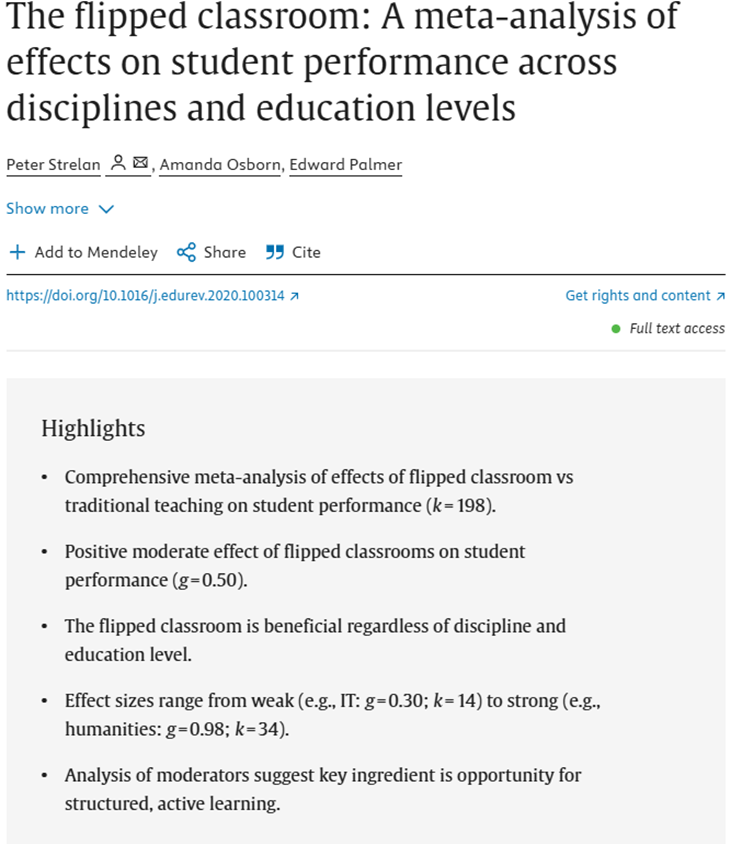 The flipped classroom: A meta-analysis of
effects on student performance across
disciplines and education levels
Peter Strelan, Amanda Osborn, Edward Palmer
Show more
Add to Mendeley Share Cite
https://doi.org/10.1016/j.edurev.2020.100314 ↗ Get rights and content ↗
● Full text access
Highlights
• Comprehensive meta-analysis of effects of flipped classroom vs
traditional teaching on student performance (k = 198).
• Positive moderate effect of flipped classrooms on student
performance (g=0.50).
• The flipped classroom is beneficial regardless of discipline and
education level.
• Effect sizes range from weak (e.g., IT: g=0.30; k= 14) to strong (e.g.,
humanities: g=0.98; k=34).
• Analysis of moderators suggest key ingredient is opportunity for
structured, active learning.